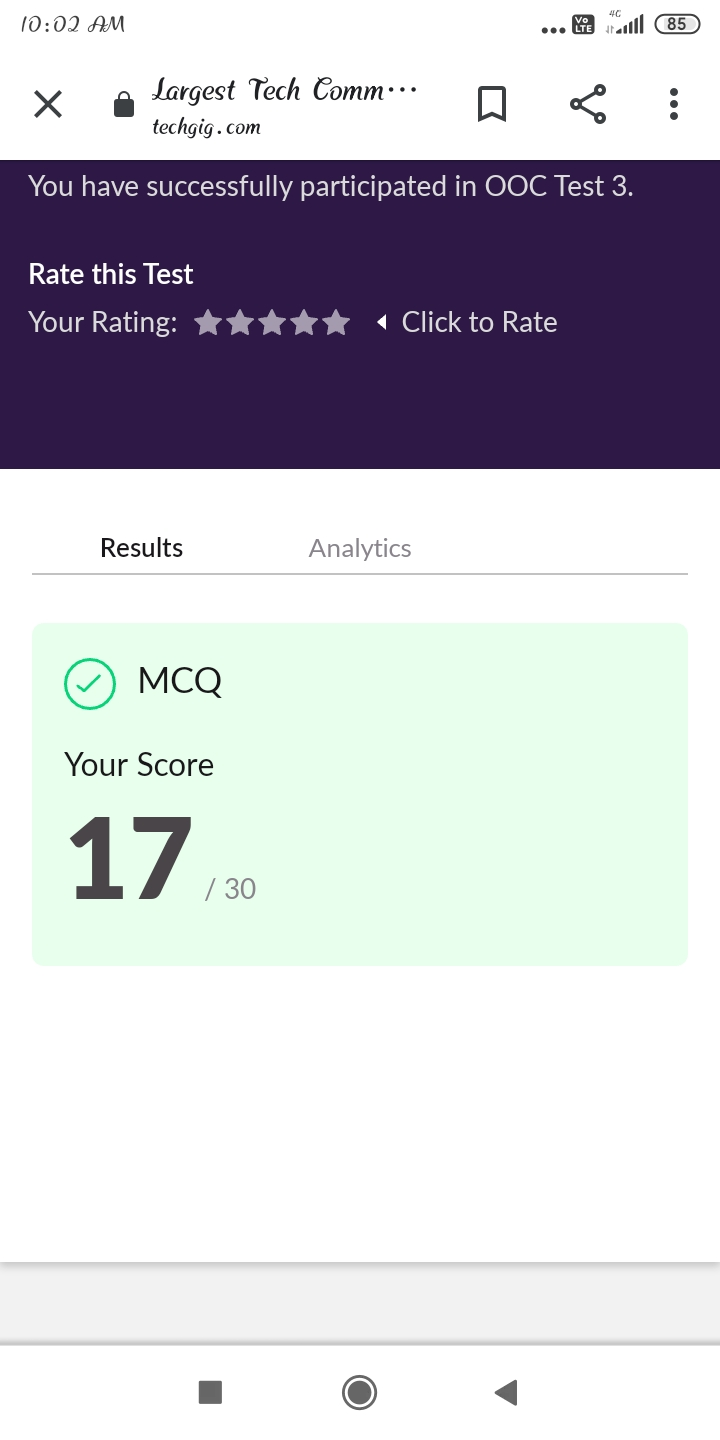 10:02 AM
Vo LTE
4G
85
Largest Tech Comm...
techgig.com
You have successfully participated in OOC Test 3.
Rate this Test
Your Rating: Click to Rate
Results Analytics
MCQ
Your Score
17 / 30